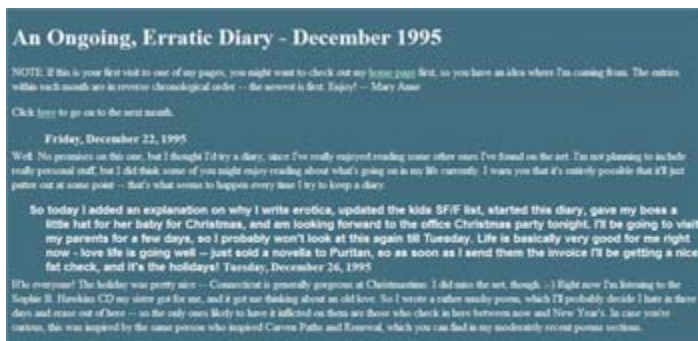 An Ongoing, Erratic Diary - December 1995
NOTE: If this is your first visit to one of my pages, you might want to check out my home page first, so you have an idea where I'm coming from. The entries
within each month are in reverse chronological order -- the newest is first. Enjoy! -- Mary Anne
Click here to go on to the next month.
Friday, December 22, 1995
Well. No promises on this one, but I thought I'd try a diary, since I've really enjoyed reading some other ones I've found on the net. I'm not planning to include
really personal stuff, but I did think some of you might enjoy reading about what's going on in my life currently. I warn you that it's entirely possible that it'll just
putter out at some point -- that's what seems to happen every time I try to keep a diary.
So today I added an explanation on why I write erotica, updated the kids SF/F list, started this diary, gave my boss a
little hat for her baby for Christmas, and am looking forward to the office Christmas party tonight. I'll be going to visit
my parents for a few days, so I probably won't look at this again till Tuesday. Life is basically very good for me right
now - love life is going well -- just sold a novella to Puritan, so as soon as I send them the invoice I'll be getting a nice
fat check, and it's the holidays! Tuesday, December 26, 1995
everyone! The holiday was pretty nice -- Connecticut is generally gorgeous at Christmastime. I did miss the net, though. :-) Right now I'm listening to the
Sophie B. Hawkins CD my sister got for me, and it got me thinking about an old love. So I wrote a rather smoky poem, which I'll probably decide I hate in three
days and erase out of here -- so the only ones likely to have it inflicted on them are those who check in here between now and New Year's. In case you're
curious, this was inspired by the same person who inspired Carven Paths and Renewal, which you can find in my moderately recent poems section.